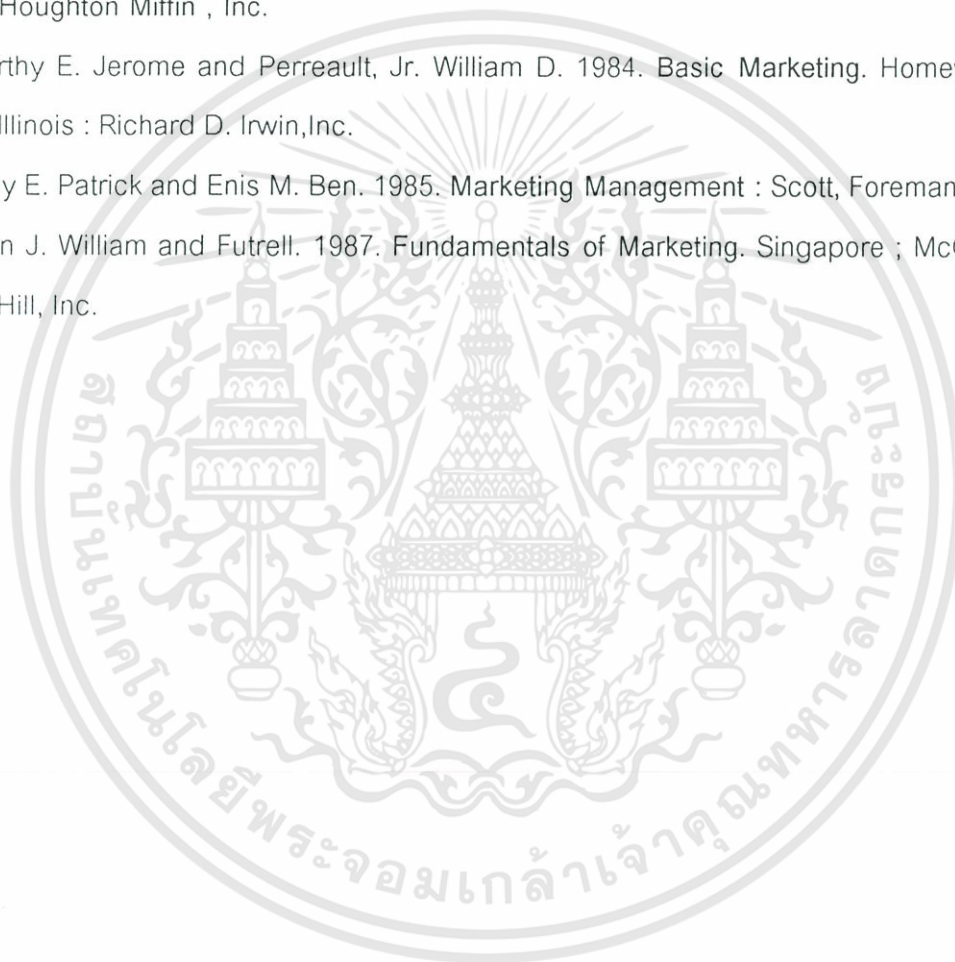 Houghton Miffin , Inc.
rthy E. Jerome and Perreault, Jr. William D. 1984. Basic Marketing. Home
Illinois : Richard D. Irwin,Inc.
y E. Patrick and Enis M. Ben. 1985. Marketing Management : Scott, Foreman
n J. William and Futrell. 1987. Fundamentals of Marketing. Singapore ; Mc
Hill, Inc.
สถาบันเทคโนโลยีพระจอมเกล้าเจ้าคุณทหารลาดกระบัง